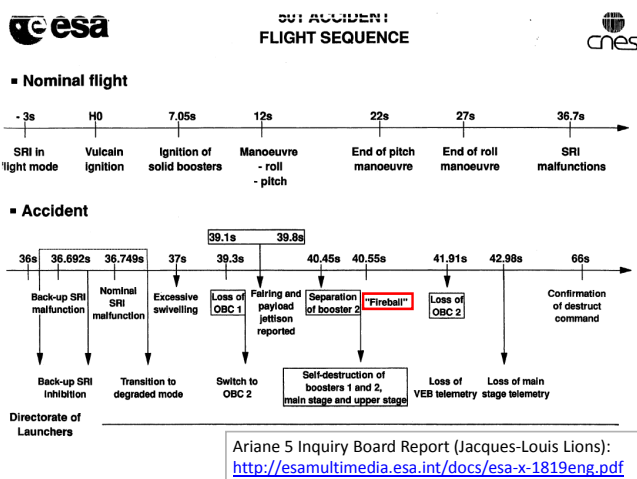 esa
501 ACCIDENT
FLIGHT SEQUENCE
cnes
▪ Nominal flight
- 3s H0 7.05s 12s 22s 27s 36.7s
SRI in Vulcain Ignition of Manoeuvre End of pitch End of roll SRI
flight mode ignition solid boosters - roll manoeuvre manoeuvre malfunctions
- pitch
▪ Accident
39.1s 39.8s
36s 36.692s 36.749s 37s 39.3s 40.45s 40.55s 41.91s 42.98s 66s
Back-up SRI
malfunction
Nominal
SRI
malfunction
Excessive
swivelling
Loss of
OBC 1
Fairing and
payload
jettison
reported
Separation
of booster 2
"Fireball"
Loss of
OBC 2
Confirmation
of destruct
command
Back-up SRI
inhibition
Transition to
degraded mode
Switch to
OBC 2
Self-destruction of
boosters 1 and 2,
main stage and upper stage
Loss of
VEB telemetry
Loss of main
stage telemetry
Directorate of
Launchers
Ariane 5 Inquiry Board Report (Jacques-Louis Lions):
http://esamultimedia.esa.int/docs/esa-x-1819eng.pdf